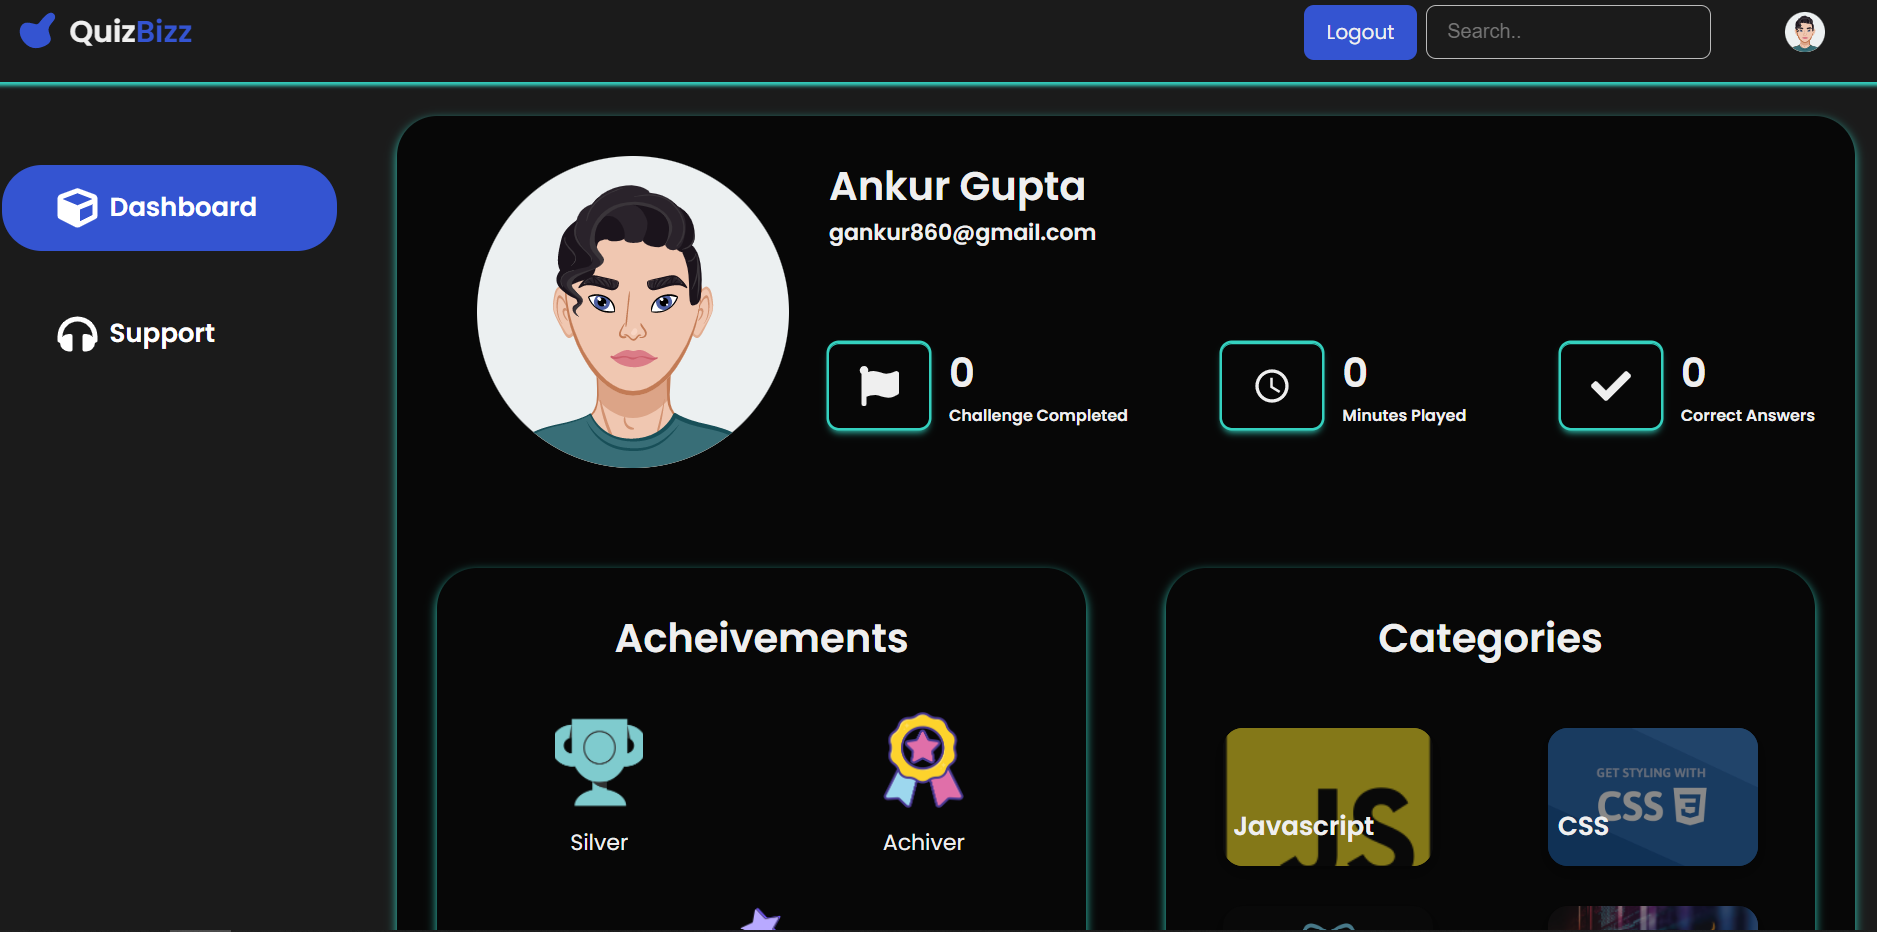 QuizBizz
Logout
Search..
Dashboard
Support
Ankur Gupta
gankur860@gmail.com
0
Challenge Completed
0
Minutes Played
0
Correct Answers
Acheivements
Silver
Achiver
Categories
JS
Javascript
GET STYLING WITH
CSS
CSS